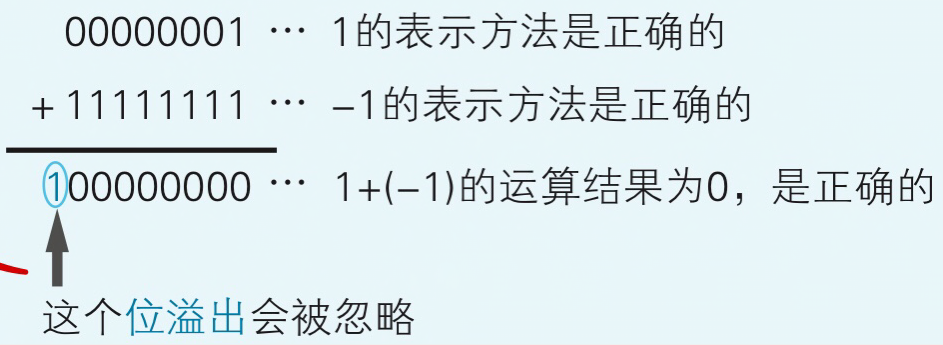 00000001 … 1的表示方法是正确的
+ 11111111 … –1的表示方法是正确的
100000000 … 1+(–1)的运算结果为0，是正确的
这个位溢出会被忽略